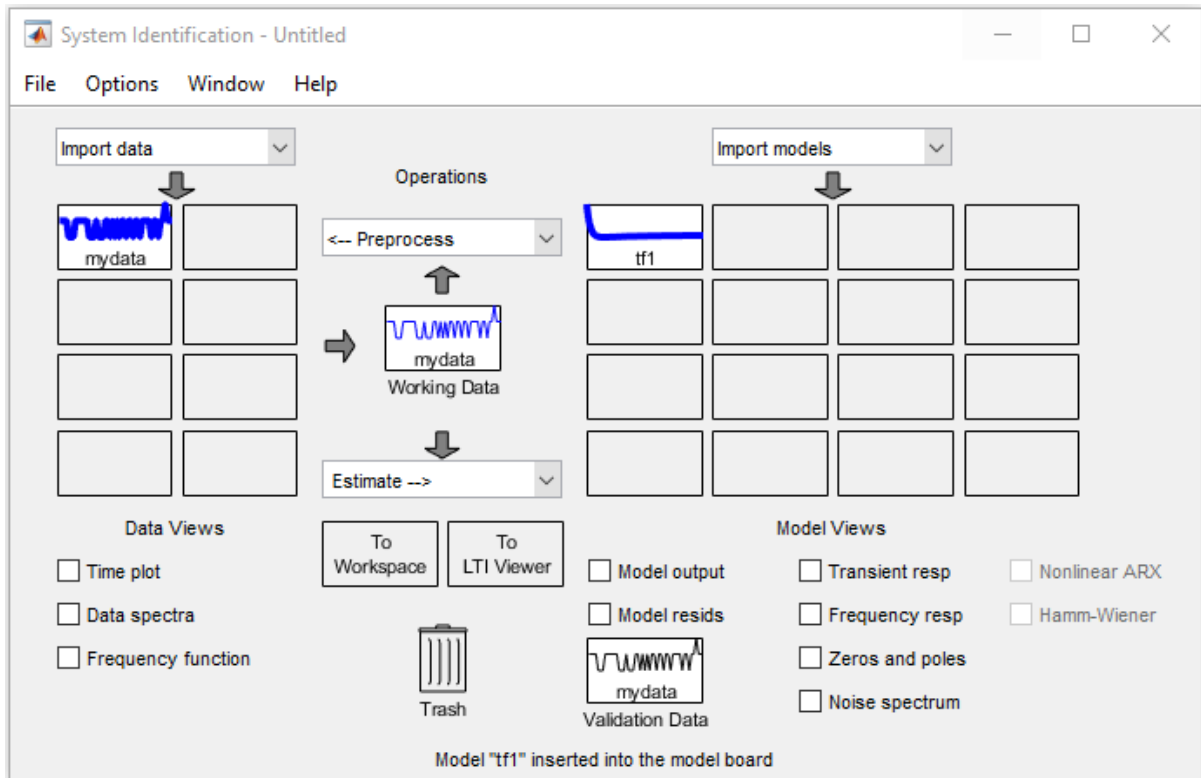 System Identification - Untitled
File Options Window Help
Import data
Import models
Operations
<-- Preprocess
mydata
tf1
mydata
Working Data
Estimate -->
Data Views
Model Views
To
Workspace
To
LTI Viewer
Time plot
Data spectra
Frequency function
Model output
Transient resp
Nonlinear ARX
Model resids
Frequency resp
Hamm-Wiener
Zeros and poles
Noise spectrum
mydata
Validation Data
Trash
Model "tf1" inserted into the model board